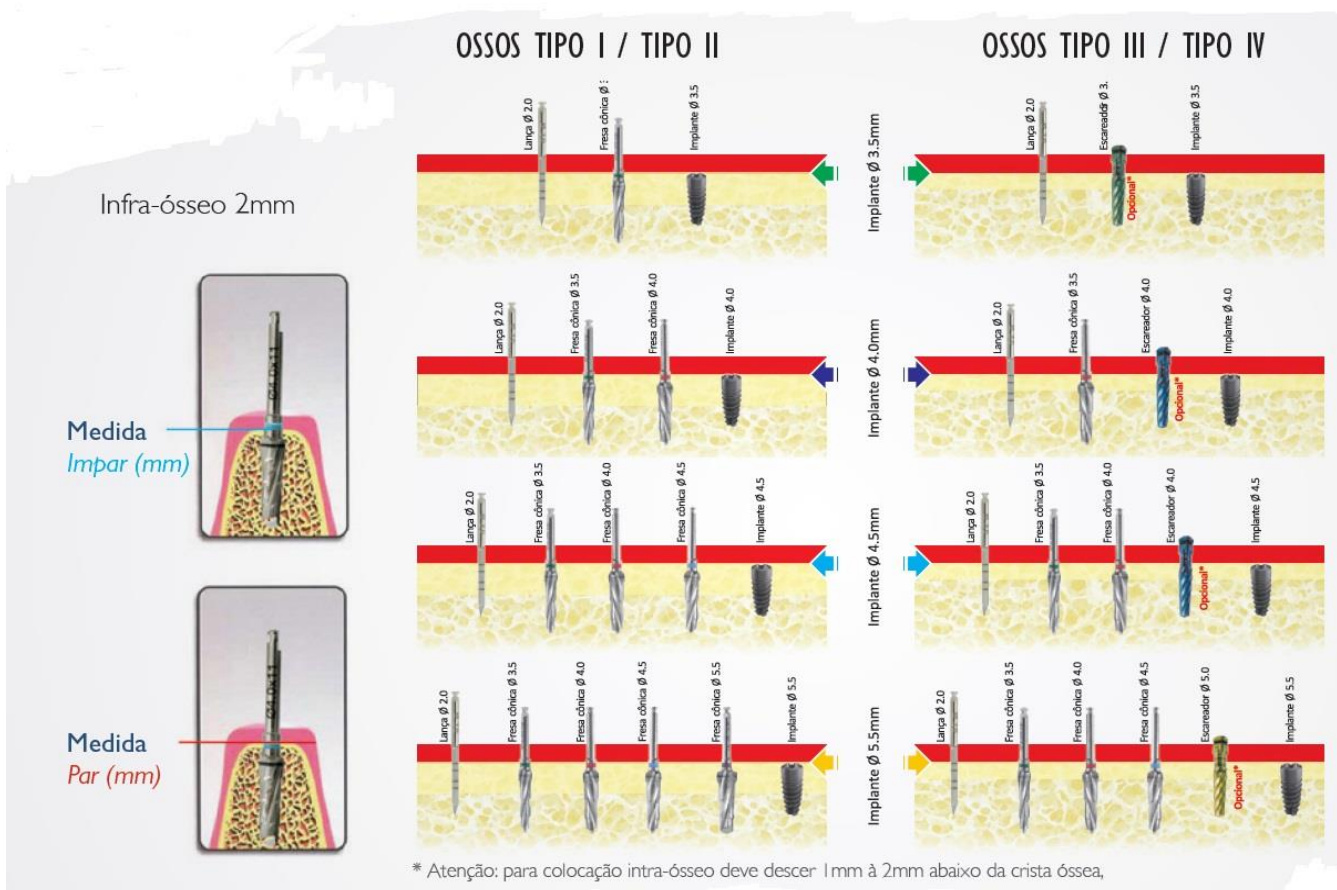 OSSOS TIPO I / TIPO II
OSSOS TIPO III / TIPO IV
Infra-ósseo 2mm
Lança Ø 2.0
Fresa cônica Ø
Implante Ø 3.5
Implante Ø 3.5mm
Lança Ø 2.0
Escareador Ø 3.
Opcional*
Implante Ø 3.5
Lança Ø 2.0
Fresa cônica Ø 3.5
Fresa cônica Ø 4.0
Implante Ø 4.0
Implante Ø 4.0mm
Lança Ø 2.0
Fresa cônica Ø 3.5
Escareador Ø 4.0
Opcional*
Implante Ø 4.0
Ø4.0x11
Medida
Impar (mm)
Lança Ø 2.0
Fresa cônica Ø 3.5
Fresa cônica Ø 4.0
Fresa cônica Ø 4.5
Implante Ø 4.5
Implante Ø 4.5mm
Lança Ø 2.0
Fresa cônica Ø 3.5
Fresa cônica Ø 4.0
Escareador Ø 4.0
Opcional*
Implante Ø 4.5
Ø4.0x11
Medida
Par (mm)
Lança Ø 2.0
Fresa cônica Ø 3.5
Fresa cônica Ø 4.0
Fresa cônica Ø 4.5
Fresa cônica Ø 5.5
Implante Ø 5.5
Implante Ø 5.5mm
Lança Ø 2.0
Fresa cônica Ø 3.5
Fresa cônica Ø 4.0
Fresa cônica Ø 4.5
Escareador Ø 5.0
Opcional*
Implante Ø 5.5
* Atenção: para colocação intra-ósseo deve descer 1mm à 2mm abaixo da crista óssea,